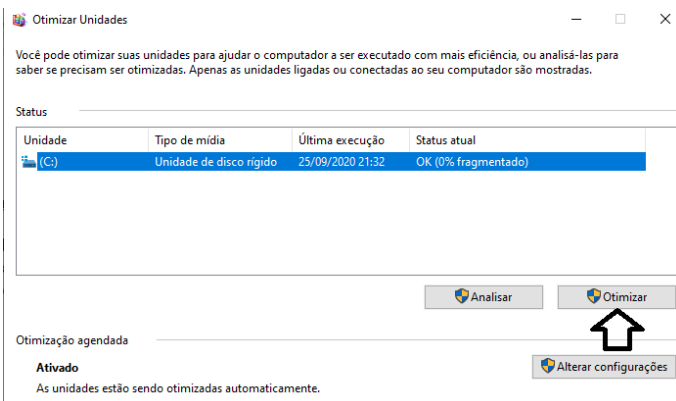 Otimizar Unidades
Você pode otimizar suas unidades para ajudar o computador a ser executado com mais eficiência, ou analisá-las para
saber se precisam ser otimizadas. Apenas as unidades ligadas ou conectadas ao seu computador são mostradas.
Status
Unidade Tipo de mídia Última execução Status atual
(C:) Unidade de disco rígido 25/09/2020 21:32 OK (0% fragmentado)
Analisar Otimizar
Otimização agendada
Ativado Alterar configurações
As unidades estão sendo otimizadas automaticamente.